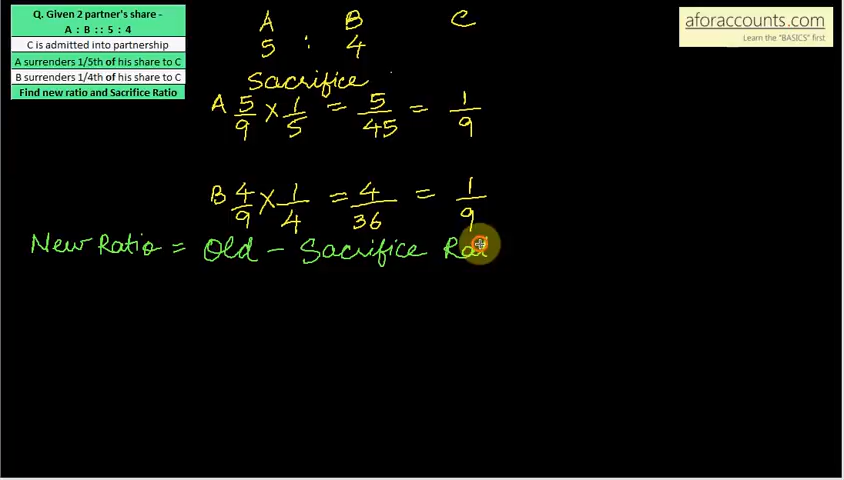 Q. Given 2 partner's share -
A : B :: 5 : 4
C is admitted into partnership
A surrenders 1/5th of his share to C
B surrenders 1/4th of his share to C
Find new ratio and Sacrifice Ratio
aforaccounts.com
Learn the "BASICS" first
A B C
5 : 4
Sacrifice
A 5/9 × 1/5 = 5/45 = 1/9
B 4/9 × 1/4 = 4/36 = 1/9
New Ratio = Old - Sacrifice Rat